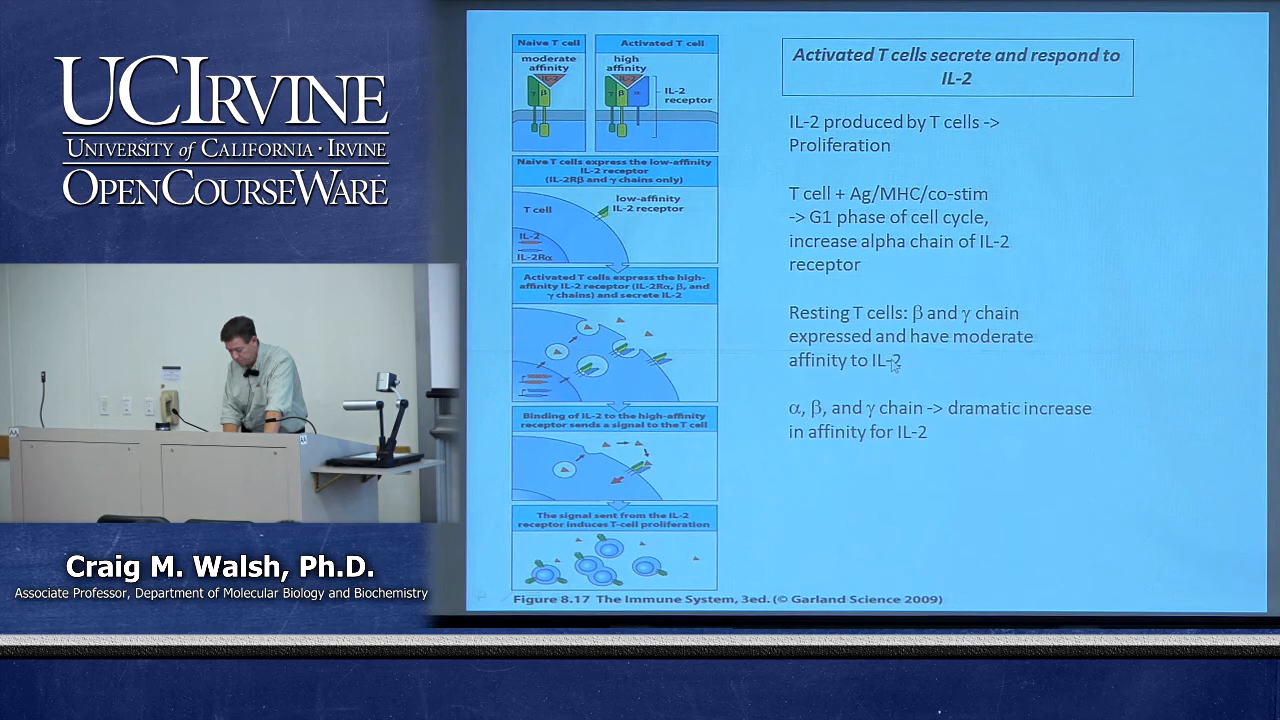 UCIRVINE
UNIVERSITY of CALIFORNIA · IRVINE
OPENCOURSEWARE
Craig M. Walsh, Ph.D.
Associate Professor, Department of Molecular Biology and Biochemistry
Naive T cell
moderate
affinity
IL-2
γ β
Activated T cell
high
affinity
IL-2
γ β α
IL-2
receptor
Naive T cells express the low-affinity
IL-2 receptor
(IL-2Rβ and γ chains only)
T cell
low-affinity
IL-2 receptor
IL-2
IL-2Rα
Activated T cells express the high-
affinity IL-2 receptor (IL-2Rα, β, and
γ chains) and secrete IL-2
Binding of IL-2 to the high-affinity
receptor sends a signal to the T cell
The signal sent from the IL-2
receptor induces T-cell proliferation
Figure 8.17 The Immune System, 3ed. (© Garland Science 2009)
Activated T cells secrete and respond to
IL-2
IL-2 produced by T cells ->
Proliferation
T cell + Ag/MHC/co-stim
-> G1 phase of cell cycle,
increase alpha chain of IL-2
receptor
Resting T cells: β and γ chain
expressed and have moderate
affinity to IL-2
α, β, and γ chain -> dramatic increase
in affinity for IL-2